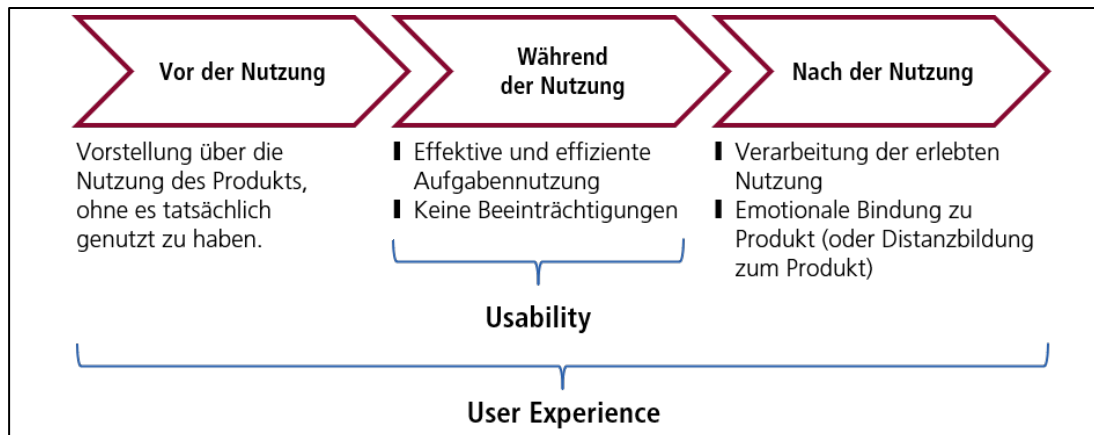 Vor der Nutzung
Während
der Nutzung
Nach der Nutzung
Vorstellung über die
Nutzung des Produkts,
ohne es tatsächlich
genutzt zu haben.
Effektive und effiziente
Aufgabennutzung
Keine Beeinträchtigungen
Verarbeitung der erlebten
Nutzung
Emotionale Bindung zu
Produkt (oder Distanzbildung
zum Produkt)
Usability
User Experience